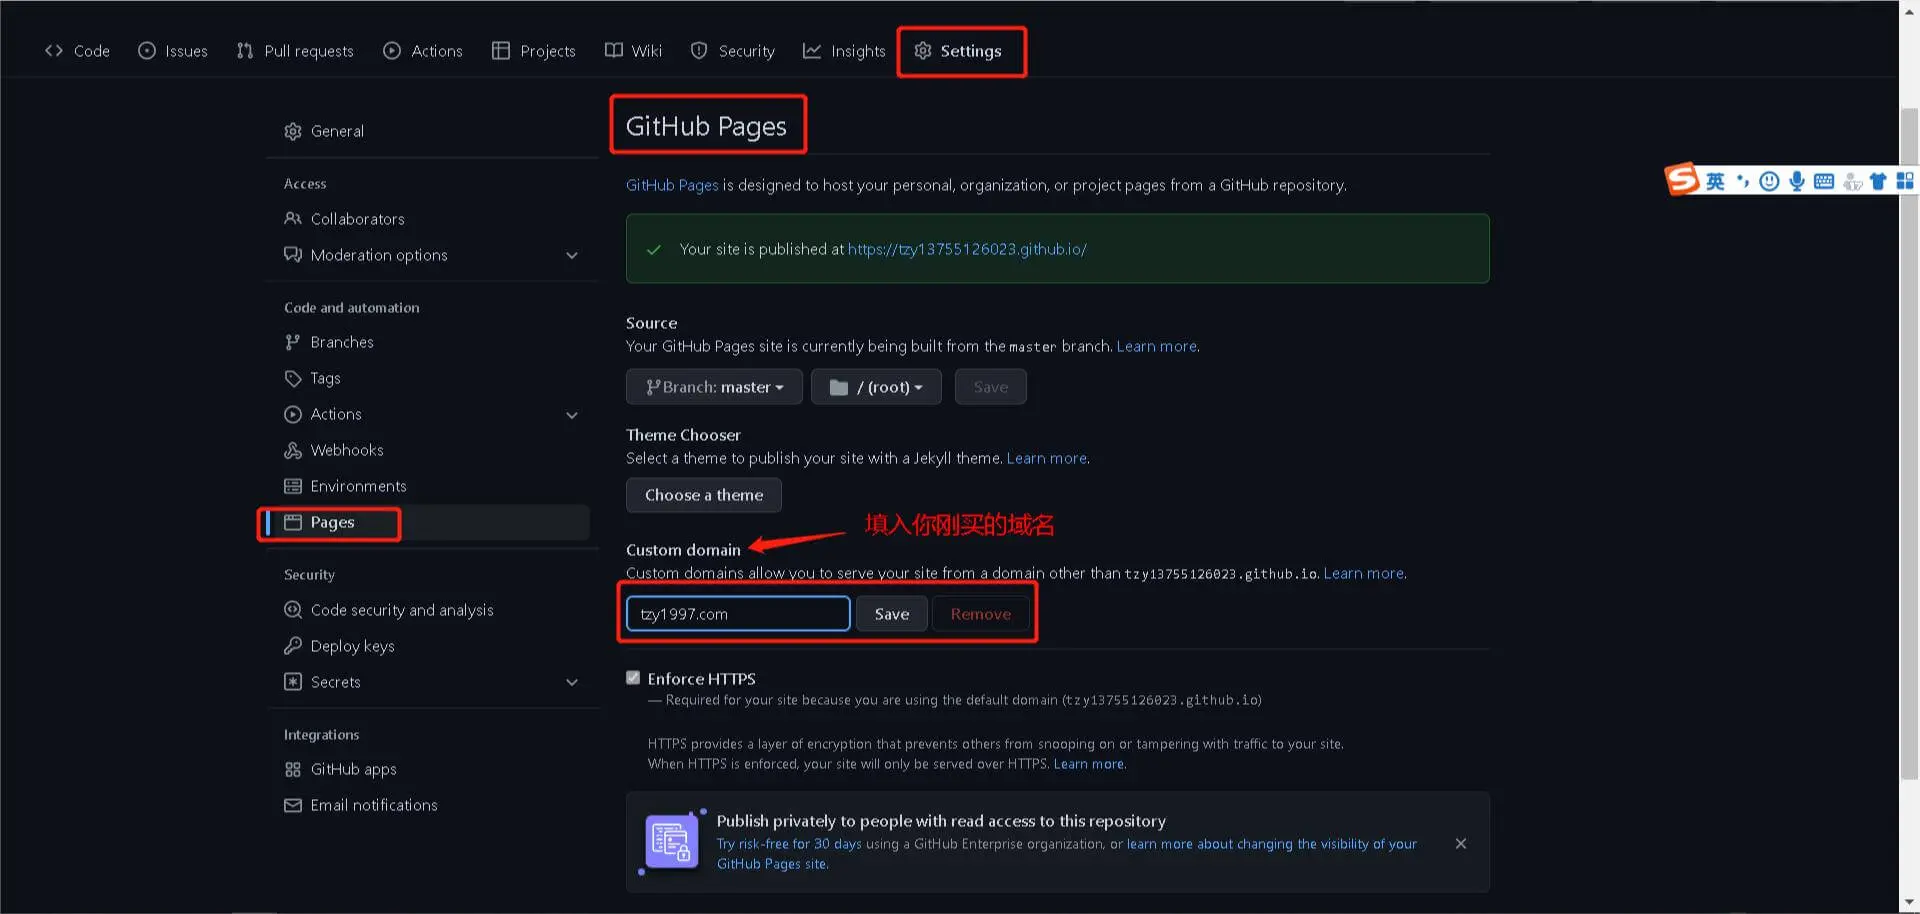 Code Issues Pull requests Actions Projects Wiki Security Insights Settings
General
Access
Collaborators
Moderation options
Code and automation
Branches
Tags
Actions
Webhooks
Environments
Pages
Security
Code security and analysis
Deploy keys
Secrets
Integrations
GitHub apps
Email notifications
GitHub Pages
GitHub Pages is designed to host your personal, organization, or project pages from a GitHub repository.
Your site is published at https://tzy13755126023.github.io/
Source
Your GitHub Pages site is currently being built from the master branch. Learn more.
Branch: master / (root) Save
Theme Chooser
Select a theme to publish your site with a Jekyll theme. Learn more.
Choose a theme
填入你刚买的域名
Custom domain
Custom domains allow you to serve your site from a domain other than tzy13755126023.github.io. Learn more.
tzy1997.com Save Remove
Enforce HTTPS
— Required for your site because you are using the default domain (tzy13755126023.github.io)
HTTPS provides a layer of encryption that prevents others from snooping on or tampering with traffic to your site.
When HTTPS is enforced, your site will only be served over HTTPS. Learn more.
Publish privately to people with read access to this repository
Try risk-free for 30 days using a GitHub Enterprise organization, or learn more about changing the visibility of your
GitHub Pages site.
S 英